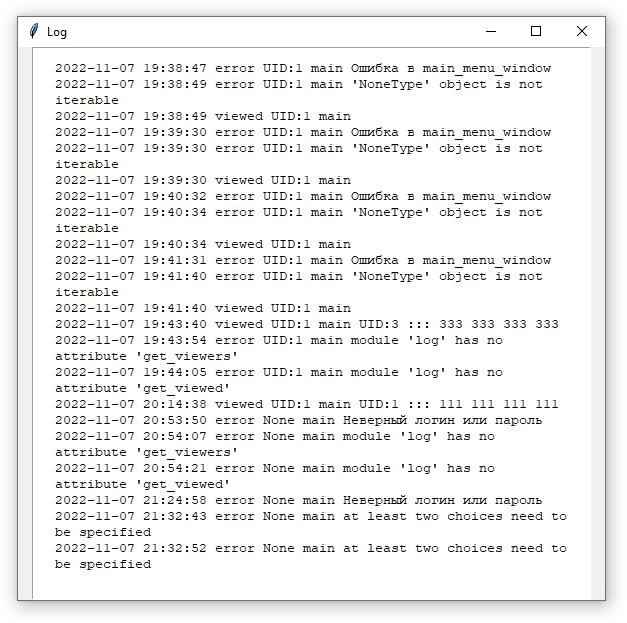 Log
2022-11-07 19:38:47 error UID:1 main Ошибка в main_menu_window
2022-11-07 19:38:49 error UID:1 main 'NoneType' object is not
iterable
2022-11-07 19:38:49 viewed UID:1 main
2022-11-07 19:39:30 error UID:1 main Ошибка в main_menu_window
2022-11-07 19:39:30 error UID:1 main 'NoneType' object is not
iterable
2022-11-07 19:39:30 viewed UID:1 main
2022-11-07 19:40:32 error UID:1 main Ошибка в main_menu_window
2022-11-07 19:40:34 error UID:1 main 'NoneType' object is not
iterable
2022-11-07 19:40:34 viewed UID:1 main
2022-11-07 19:41:31 error UID:1 main Ошибка в main_menu_window
2022-11-07 19:41:40 error UID:1 main 'NoneType' object is not
iterable
2022-11-07 19:41:40 viewed UID:1 main
2022-11-07 19:43:40 viewed UID:1 main UID:3 ::: 333 333 333 333
2022-11-07 19:43:54 error UID:1 main module 'log' has no
attribute 'get_viewers'
2022-11-07 19:44:05 error UID:1 main module 'log' has no
attribute 'get_viewed'
2022-11-07 20:14:38 viewed UID:1 main UID:1 ::: 111 111 111 111
2022-11-07 20:53:50 error None main Неверный логин или пароль
2022-11-07 20:54:07 error None main module 'log' has no
attribute 'get_viewers'
2022-11-07 20:54:21 error None main module 'log' has no
attribute 'get_viewed'
2022-11-07 21:24:58 error None main Неверный логин или пароль
2022-11-07 21:32:43 error None main at least two choices need to
be specified
2022-11-07 21:32:52 error None main at least two choices need to
be specified